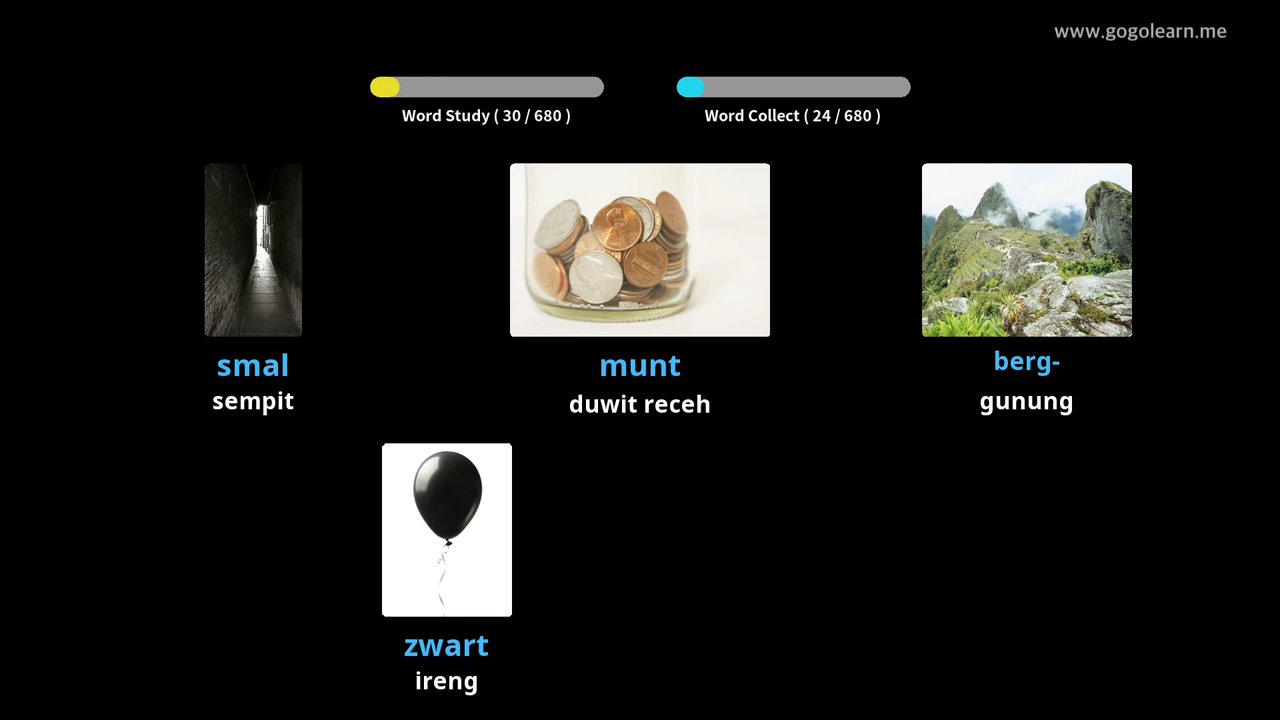 www.gogolearn.me
Word Study ( 30 / 680 )
Word Collect ( 24 / 680 )
smal
sempit
munt
duwit receh
berg-
gunung
zwart
ireng